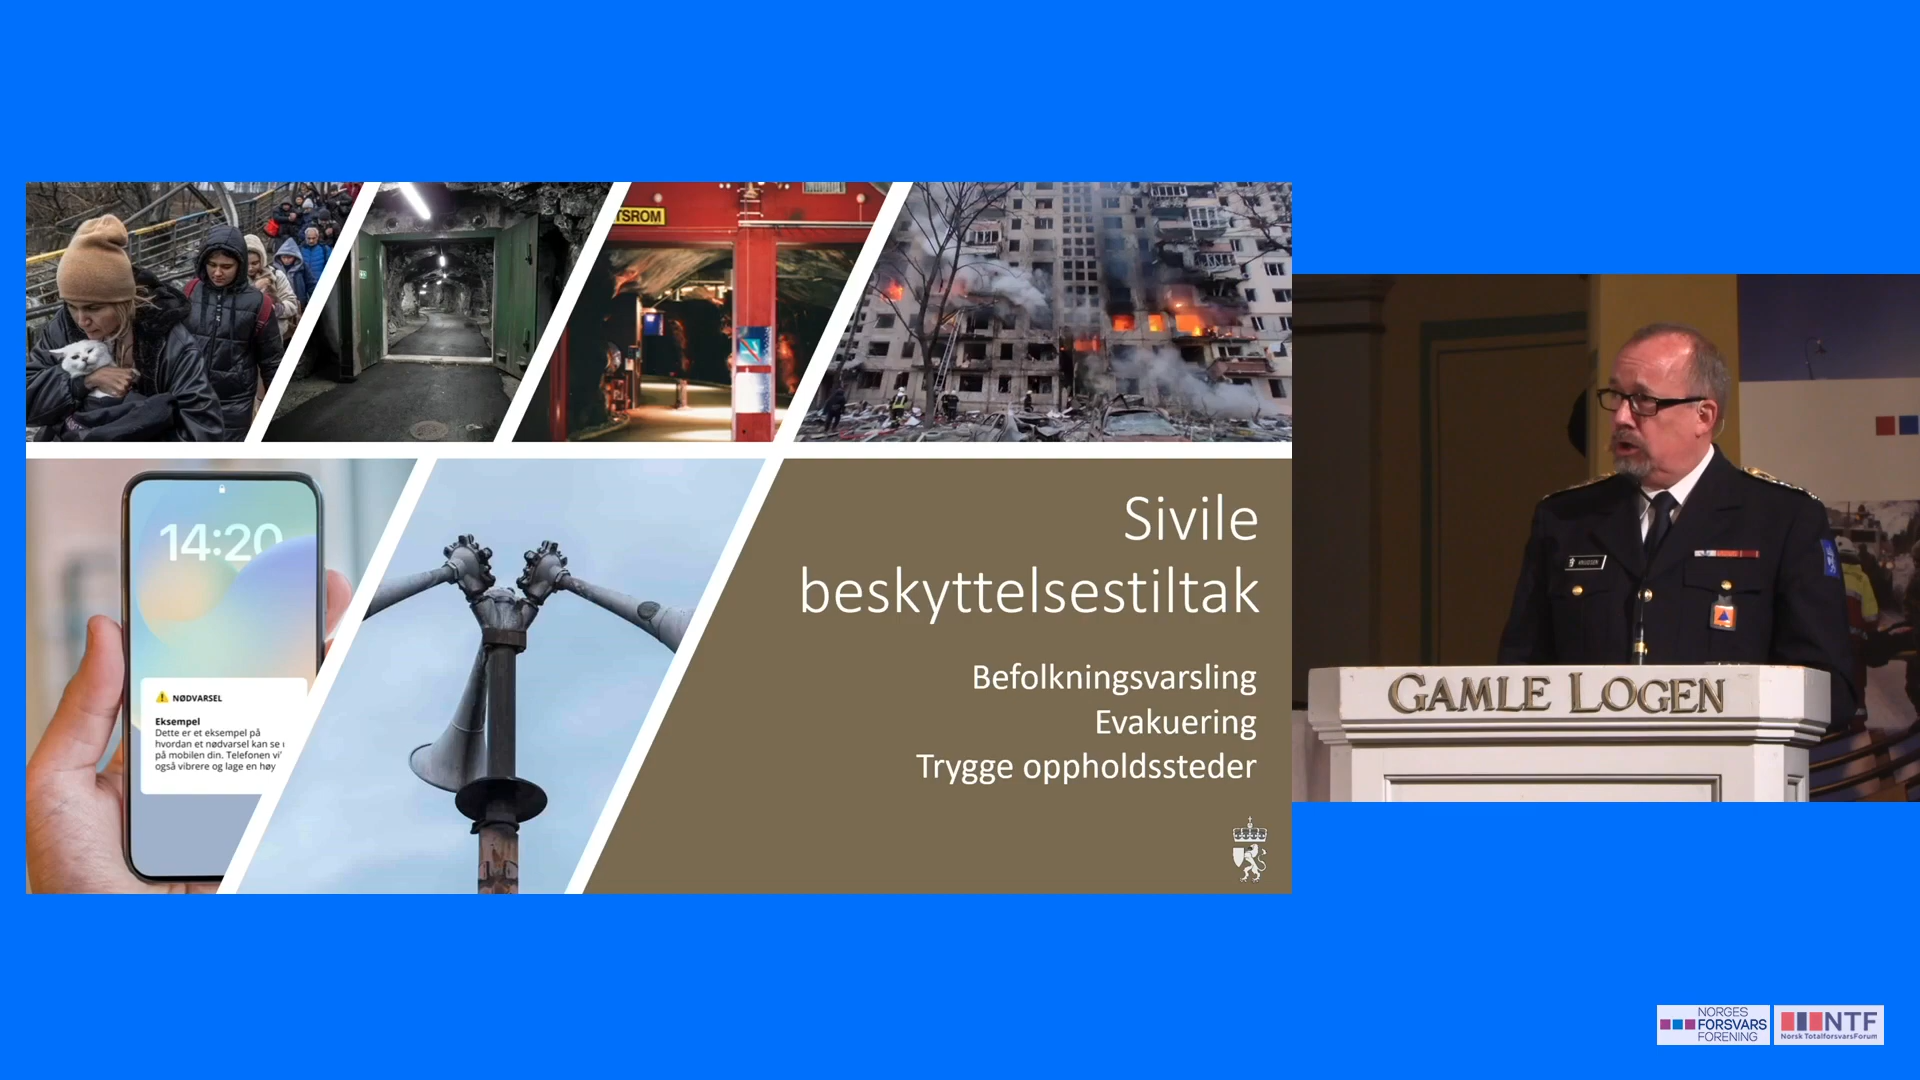 TSROM
14:20
NØDVARSEL
Eksempel
Dette er et eksempel på
hvordan et nødvarsel kan se
på mobilen din. Telefonen vi
også vibrere og lage en høy
Sivile
beskyttelsestiltak
Befolkningsvarsling
Evakuering
Trygge oppholdssteder
GAMLE LOGEN
NORGES
FORSVARS
FORENING
NTF
Norsk TotalforsvarsForum